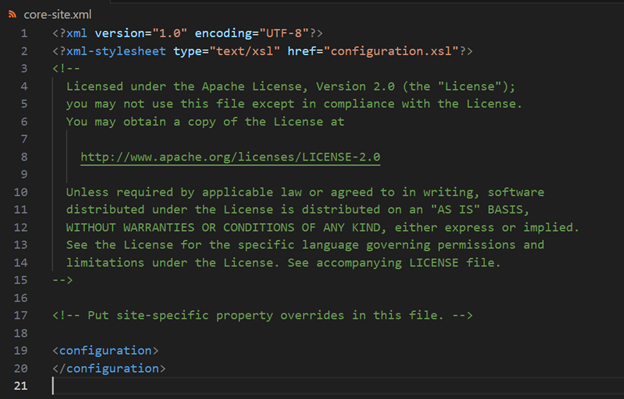 core-site.xml
1 <?xml version="1.0" encoding="UTF-8"?>
2 <?xml-stylesheet type="text/xsl" href="configuration.xsl"?>
3 <!--
4   Licensed under the Apache License, Version 2.0 (the "License");
5   you may not use this file except in compliance with the License.
6   You may obtain a copy of the License at
7
8     http://www.apache.org/licenses/LICENSE-2.0
9
10   Unless required by applicable law or agreed to in writing, software
11   distributed under the License is distributed on an "AS IS" BASIS,
12   WITHOUT WARRANTIES OR CONDITIONS OF ANY KIND, either express or implied.
13   See the License for the specific language governing permissions and
14   limitations under the License. See accompanying LICENSE file.
15 -->
16
17 <!-- Put site-specific property overrides in this file. -->
18
19 <configuration>
20 </configuration>
21